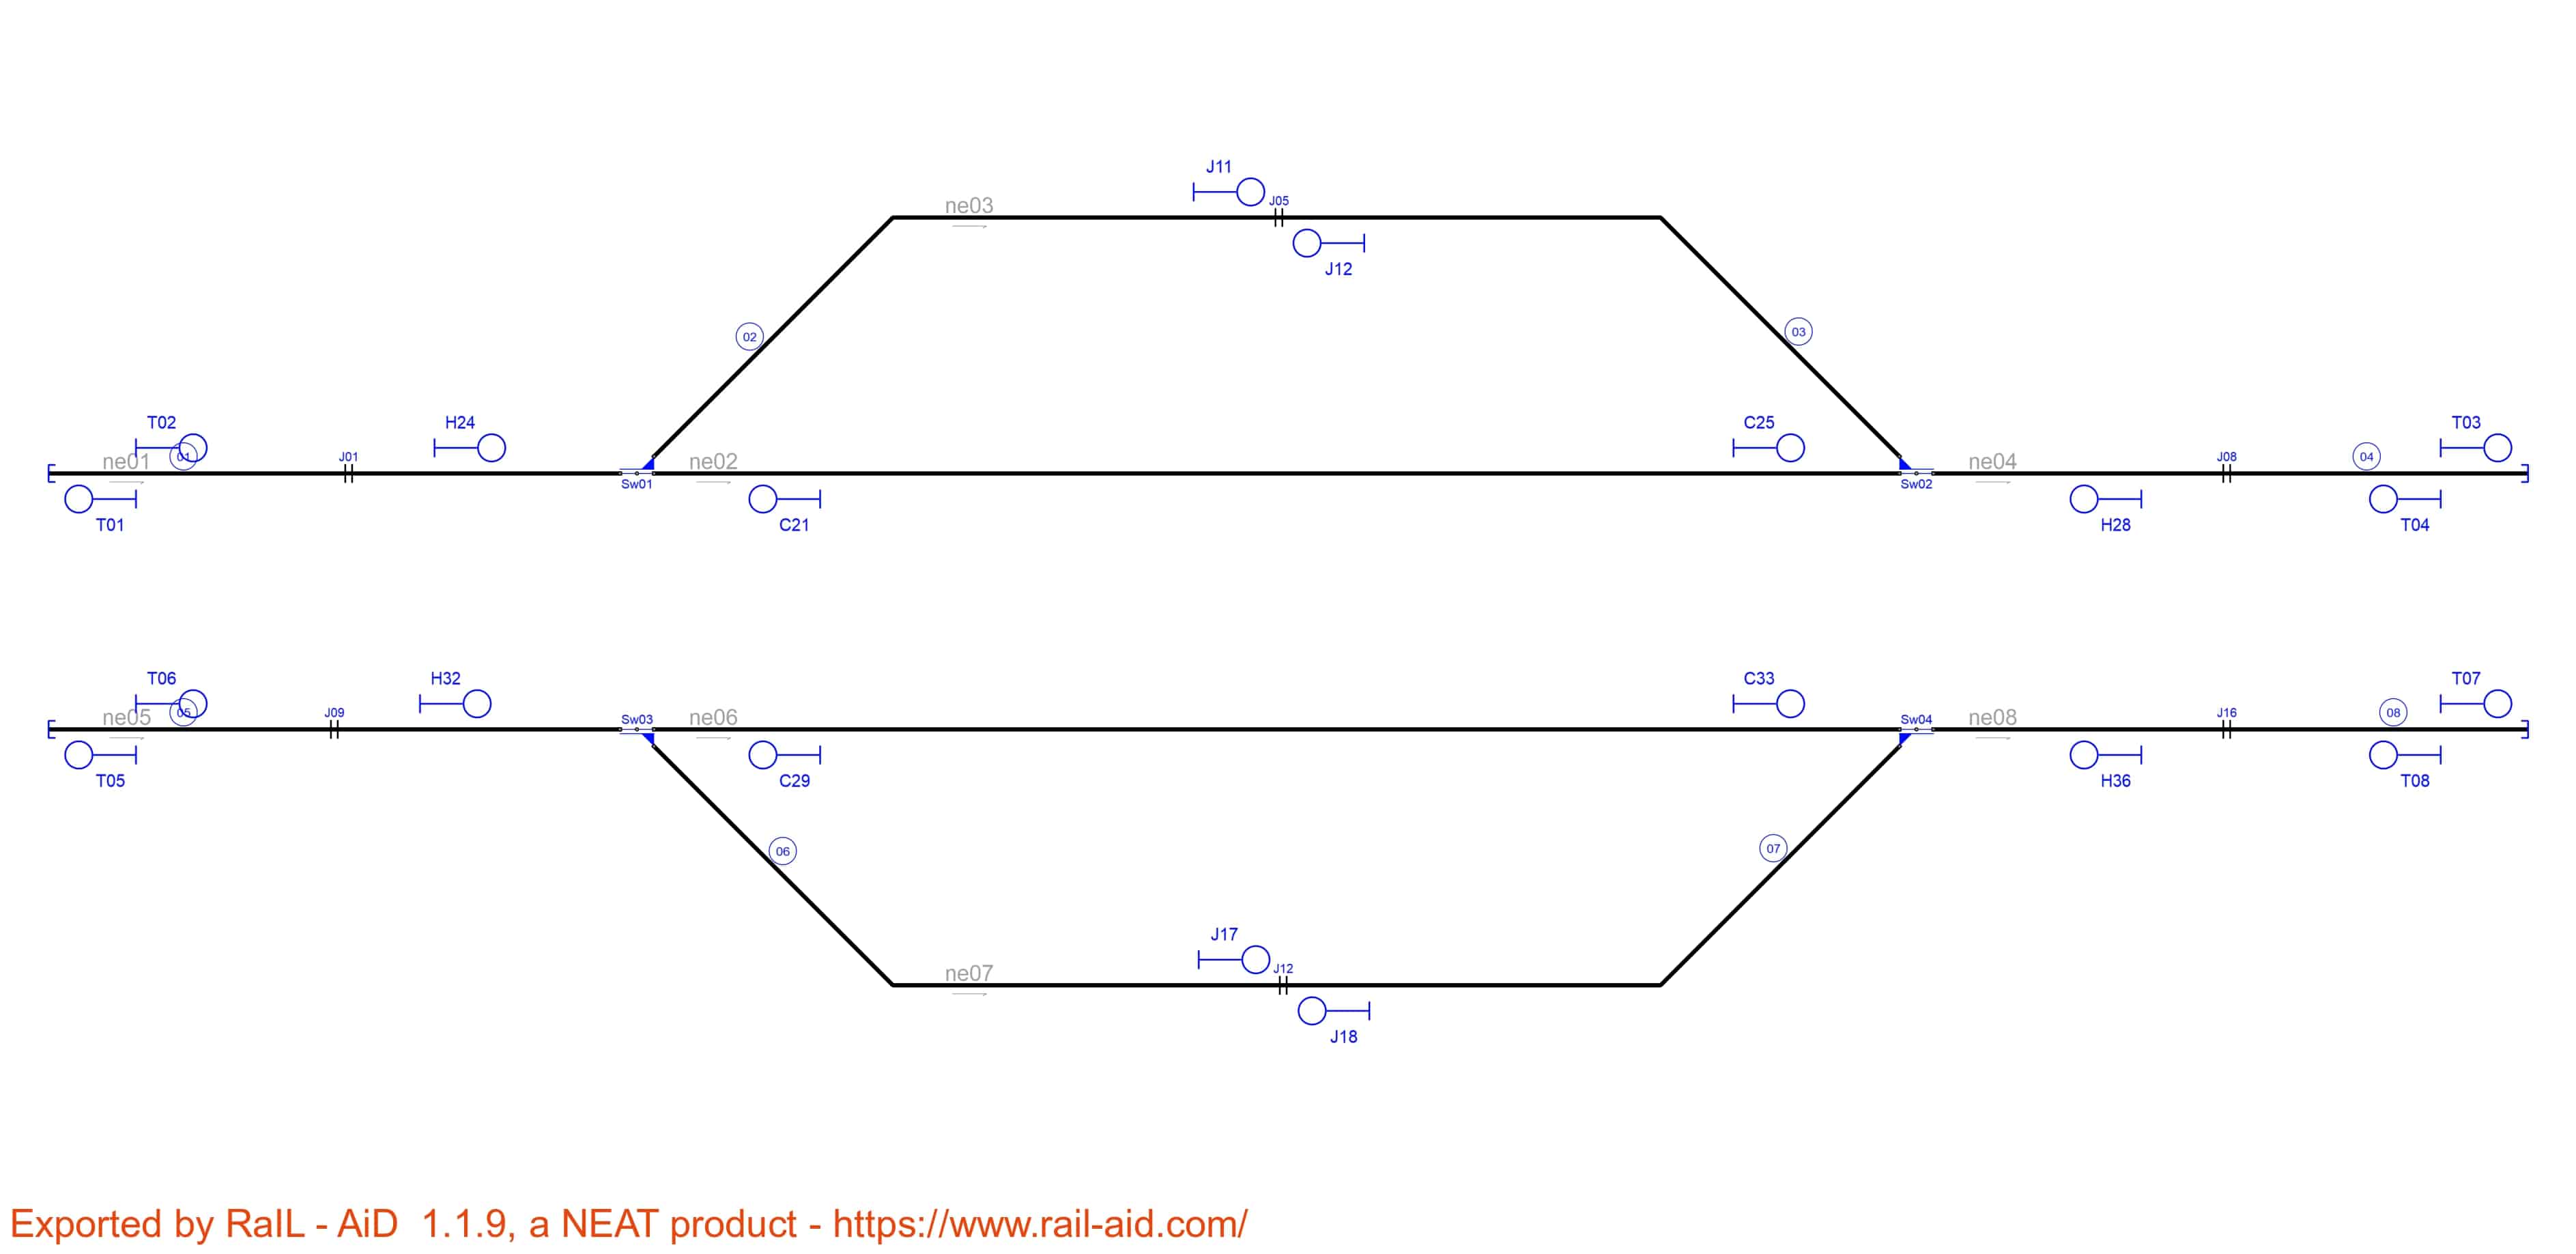 J11
ne03
J05
J12
02
03
T02
H24
C25
T03
ne01
01
J01
ne02
ne04
J08
04
Sw01
Sw02
T01
C21
H28
T04
T06
H32
C33
T07
ne05
05
J09
Sw03
ne06
Sw04
ne08
J16
08
T05
C29
H36
T08
06
07
J17
ne07
J12
J18
Exported by RaIL - AiD  1.1.9, a NEAT product - https://www.rail-aid.com/